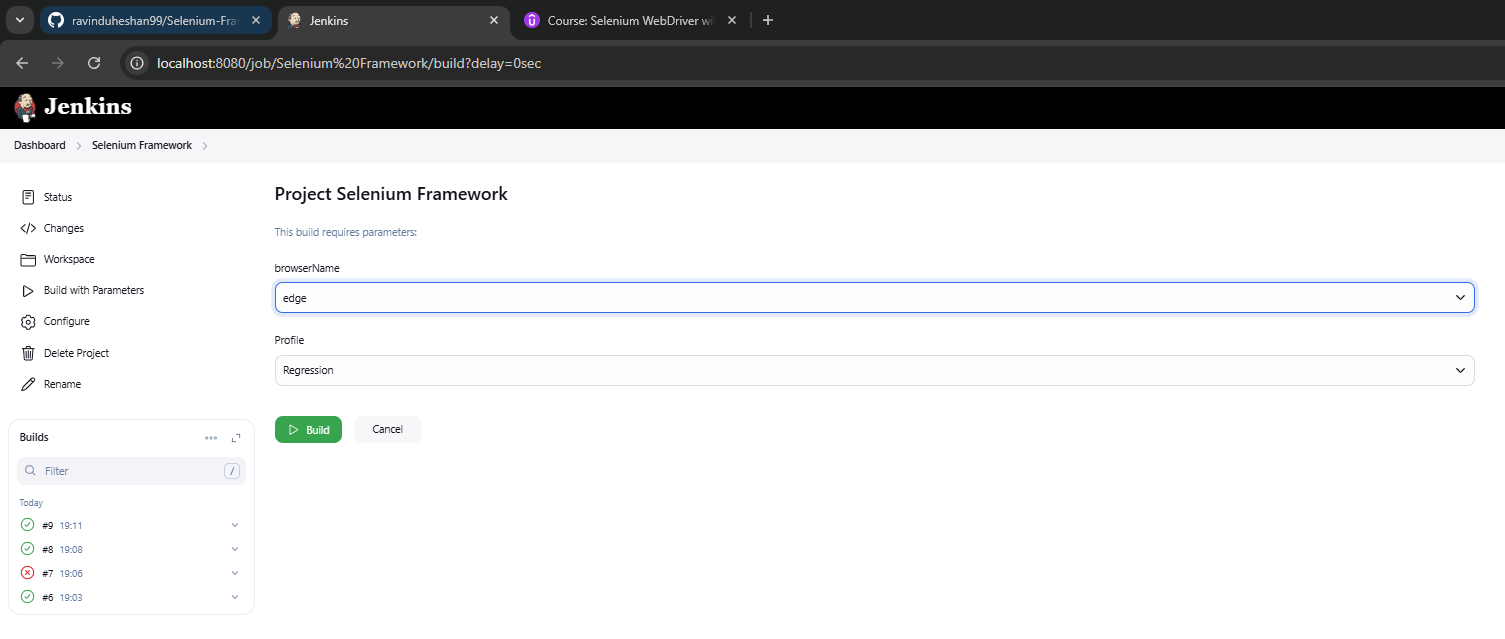 ravinduheshan99/Selenium-Fra
Jenkins
Course: Selenium WebDriver wi
localhost:8080/job/Selenium%20Framework/build?delay=0sec
Jenkins
Dashboard
Selenium Framework
Status
Changes
Workspace
Build with Parameters
Configure
Delete Project
Rename
Builds
Filter
/
Today
#9 19:11
#8 19:08
#7 19:06
#6 19:03
Project Selenium Framework
This build requires parameters:
browserName
edge
Profile
Regression
Build
Cancel